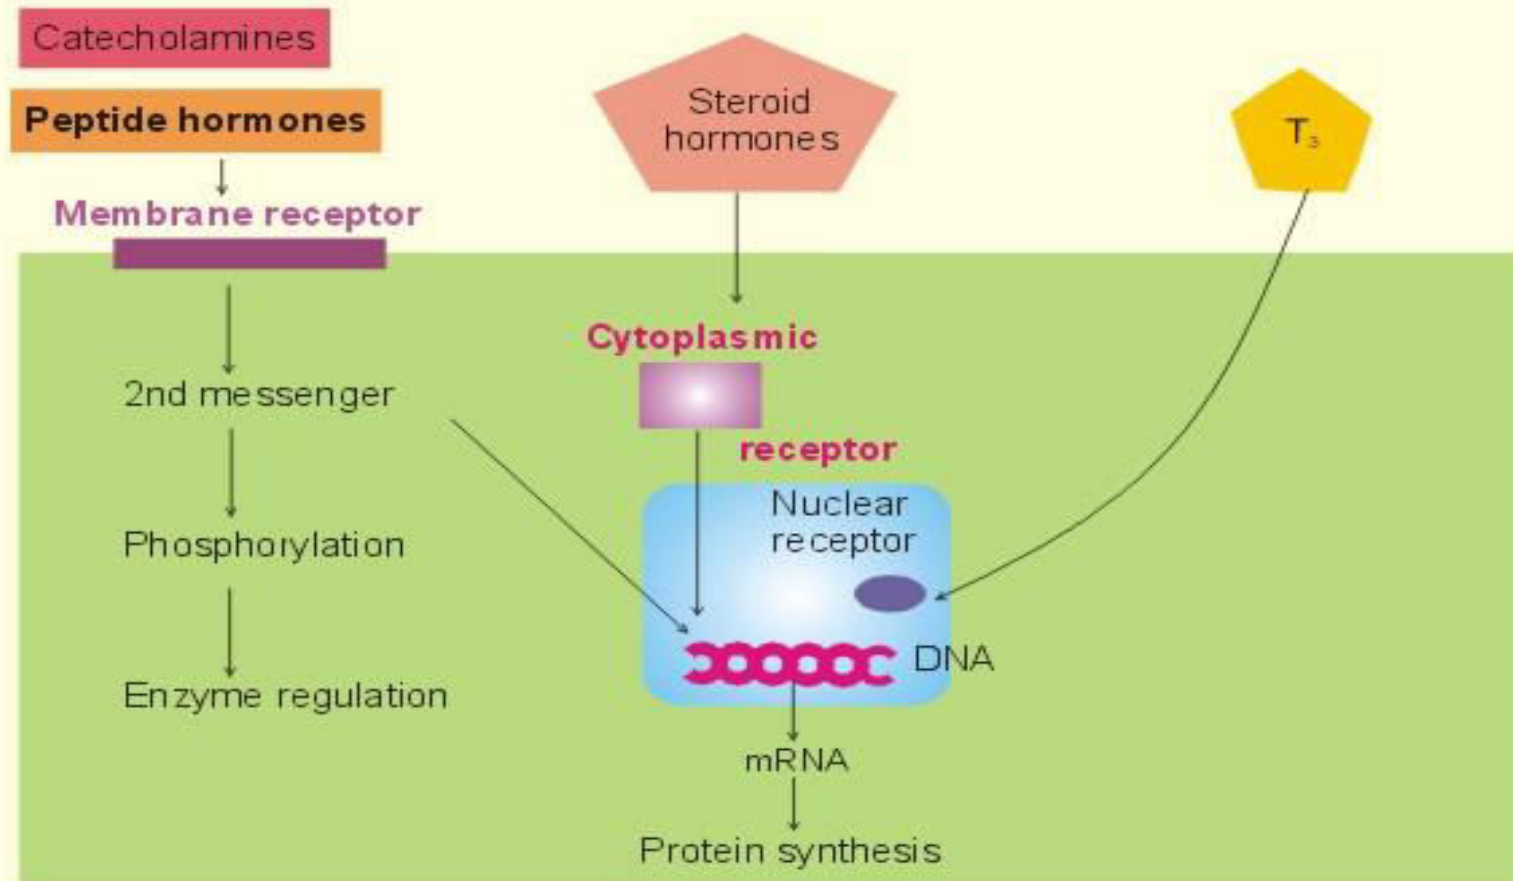 Catecholamines
Peptide hormones
Membrane receptor
2nd messenger
Phosphorylation
Enzyme regulation
Steroid
hormones
Cytoplasmic
receptor
Nuclear
receptor
DNA
mRNA
Protein synthesis
T₃